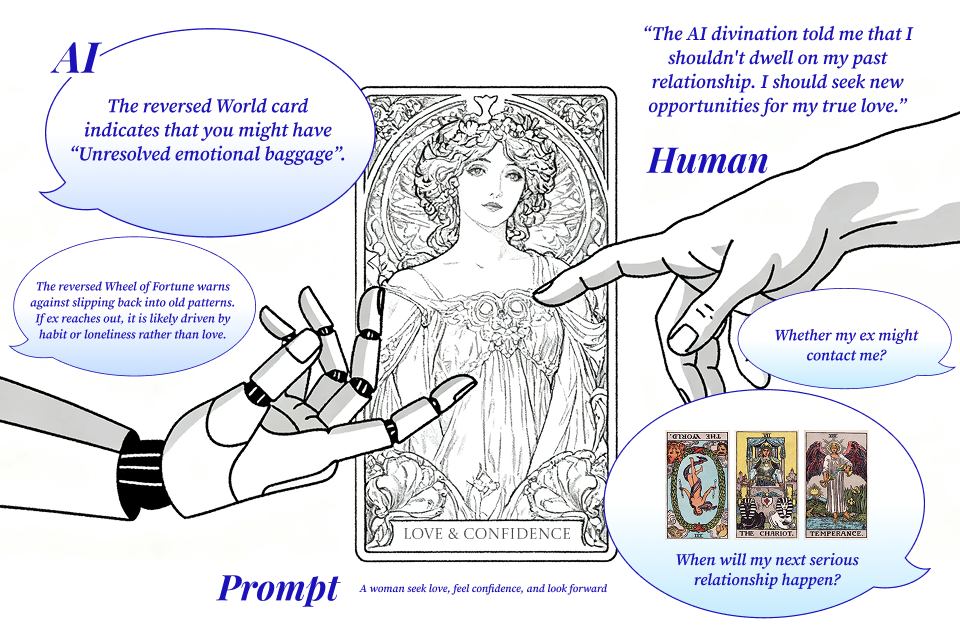 AI
The reversed World card
indicates that you might have
“Unresolved emotional baggage”.
The reversed Wheel of Fortune warns
against slipping back into old patterns.
If ex reaches out, it is likely driven by
habit or loneliness rather than love.
“The AI divination told me that I
shouldn't dwell on my past
relationship. I should seek new
opportunities for my true love.”
Human
Whether my ex might
contact me?
THE WORLD.
XXI
VII
THE CHARIOT.
XIIII
TEMPERANCE.
When will my next serious
relationship happen?
LOVE & CONFIDENCE
Prompt
A woman seek love, feel confidence, and look forward